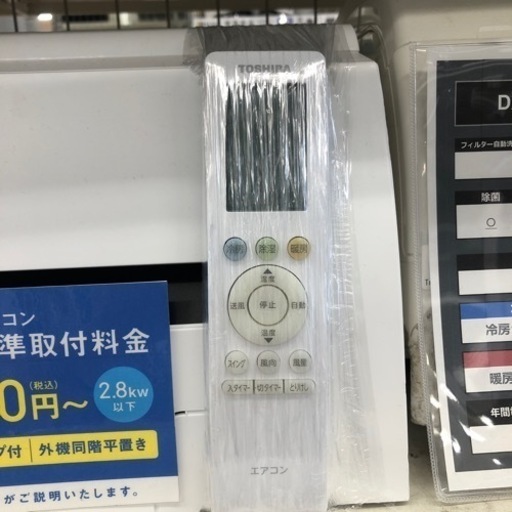 TOSHIBA
冷房
除湿
暖房
温度
送風
停止
自動
温度
スイング
風向
風量
入タイマー
切タイマー
とりけし
エアコン
コン
準取付料金
0円～
(税込)
2.8kw
以下
付
外機同階平置き
がご説明いたします。
D
フィルター自動
除菌
○
冷房
暖房
年間